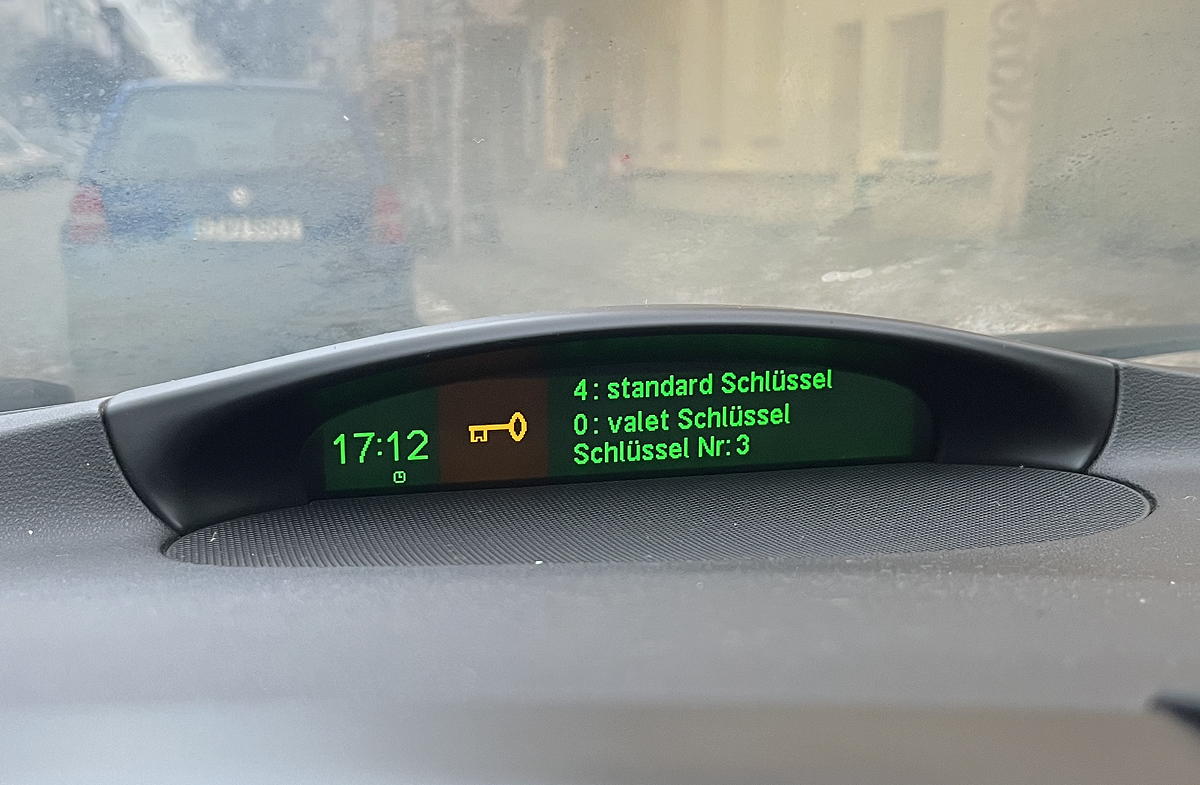 17:12
4: standard Schlüssel
0: valet Schlüssel
Schlüssel Nr:3